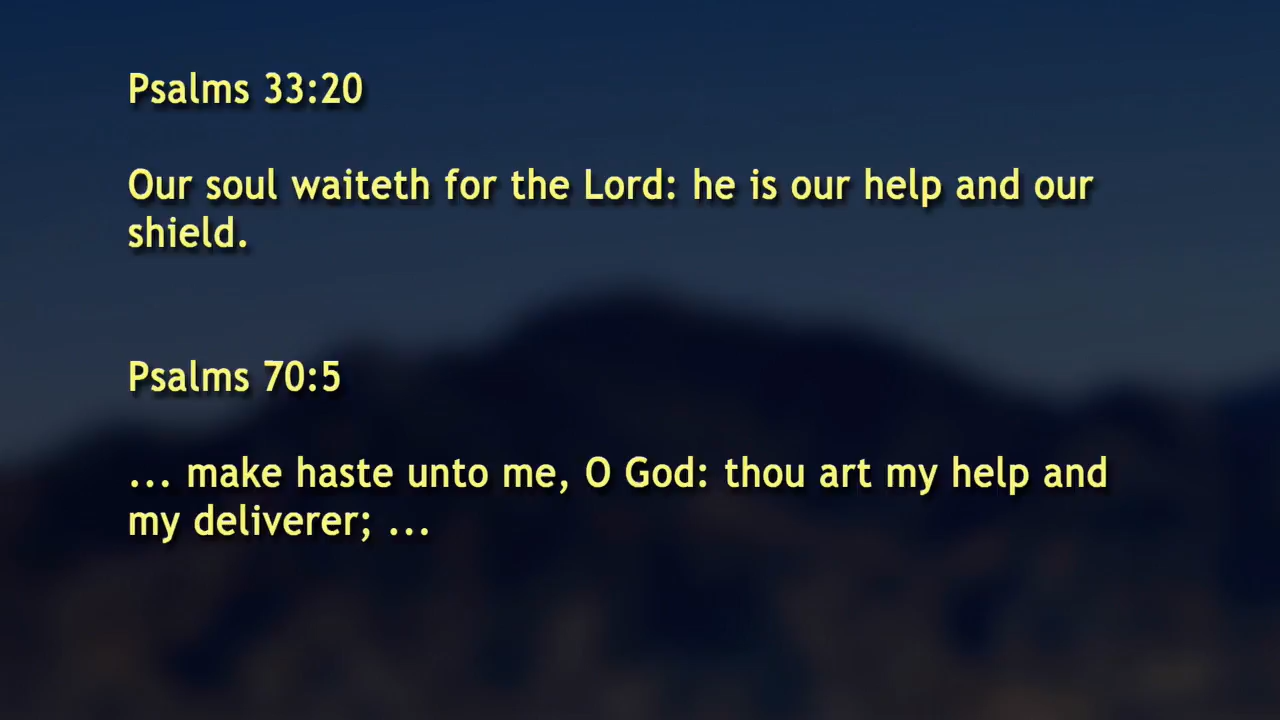 Psalms 33:20
Our soul waiteth for the Lord: he is our help and our
shield.
Psalms 70:5
... make haste unto me, O God: thou art my help and
my deliverer; ...